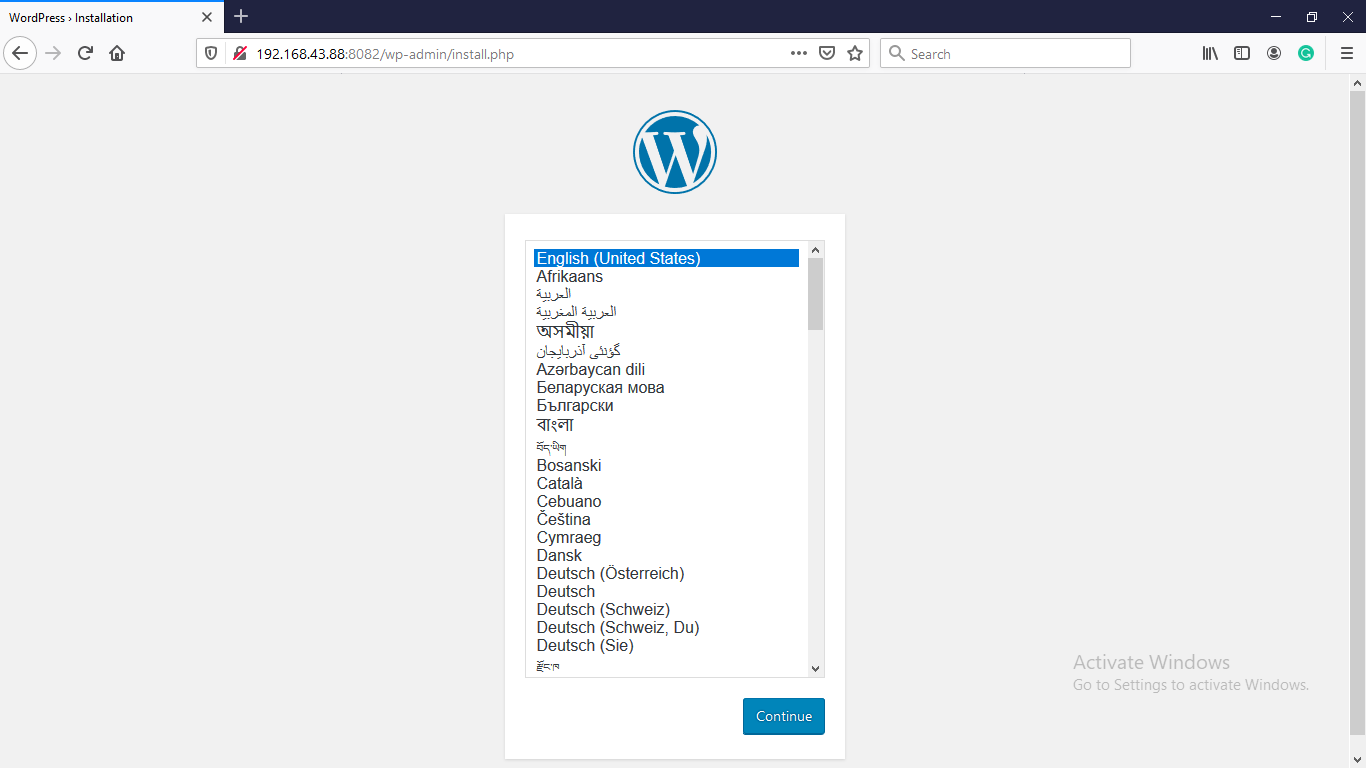 WordPress › Installation
192.168.43.88:8082/wp-admin/install.php
Search
English (United States)
Afrikaans
العربية
العربية المغربية
অসমীয়া
گؤنئی آذربایجان
Azərbaycan dili
Беларуская мова
Български
বাংলা
བོད་ཡིག
Bosanski
Català
Cebuano
Čeština
Cymraeg
Dansk
Deutsch (Österreich)
Deutsch
Deutsch (Schweiz)
Deutsch (Schweiz, Du)
Deutsch (Sie)
རྫོང་ཁ
Continue
Activate Windows
Go to Settings to activate Windows.